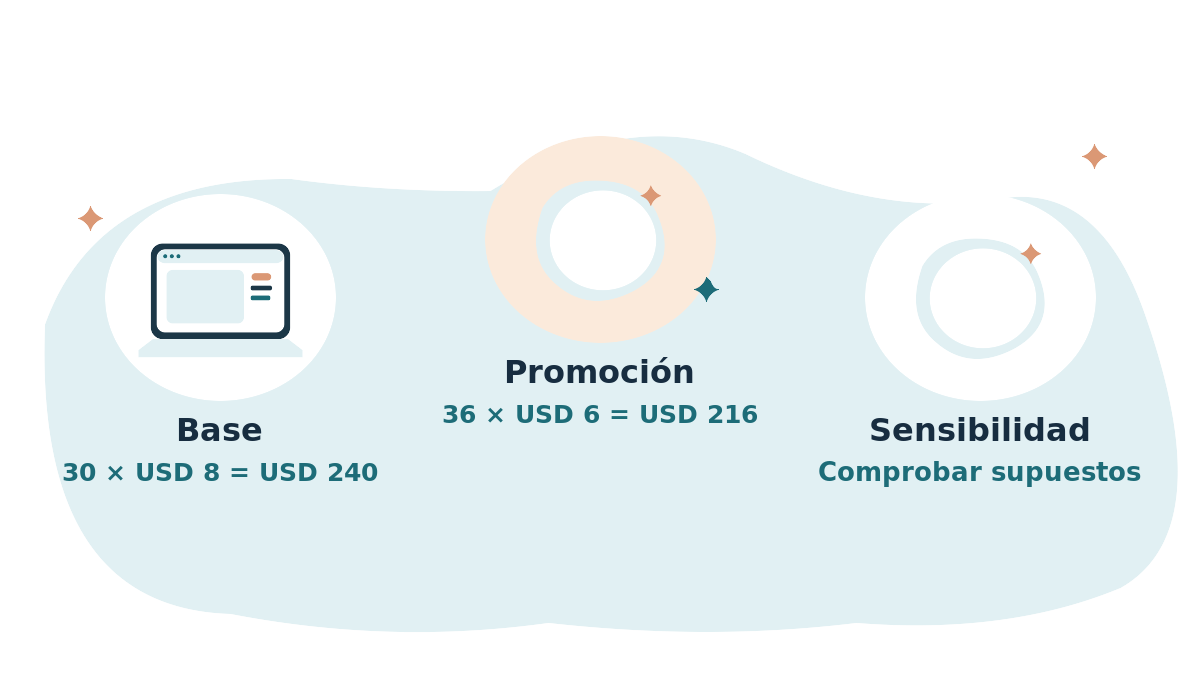 Base
30 × USD 8 = USD 240
Promoción
36 × USD 6 = USD 216
Sensibilidad
Comprobar supuestos